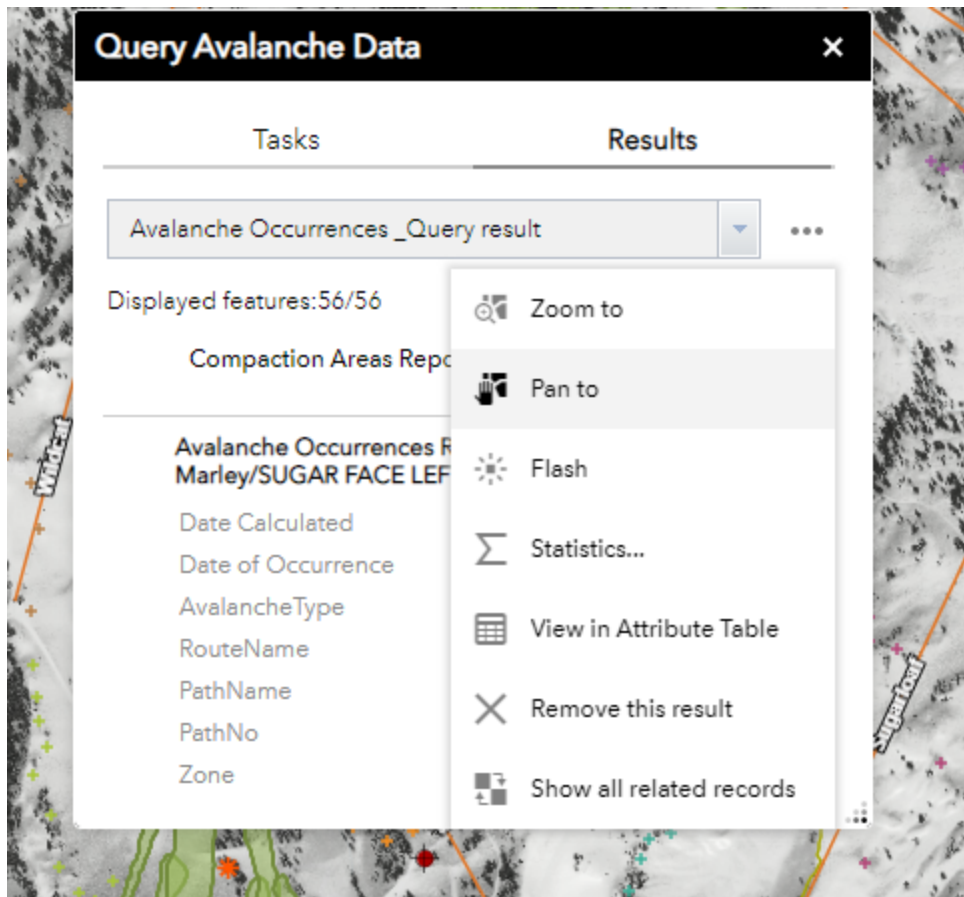 Query Avalanche Data
Tasks
Results
Avalanche Occurrences _Query result
Displayed features:56/56
Compaction Areas Repo
Avalanche Occurrences R
Marley/SUGAR FACE LEF
Date Calculated
Date of Occurrence
AvalancheType
RouteName
PathName
PathNo
Zone
Zoom to
Pan to
Flash
Statistics...
View in Attribute Table
Remove this result
Show all related records
Wildcat
Sugarloaf